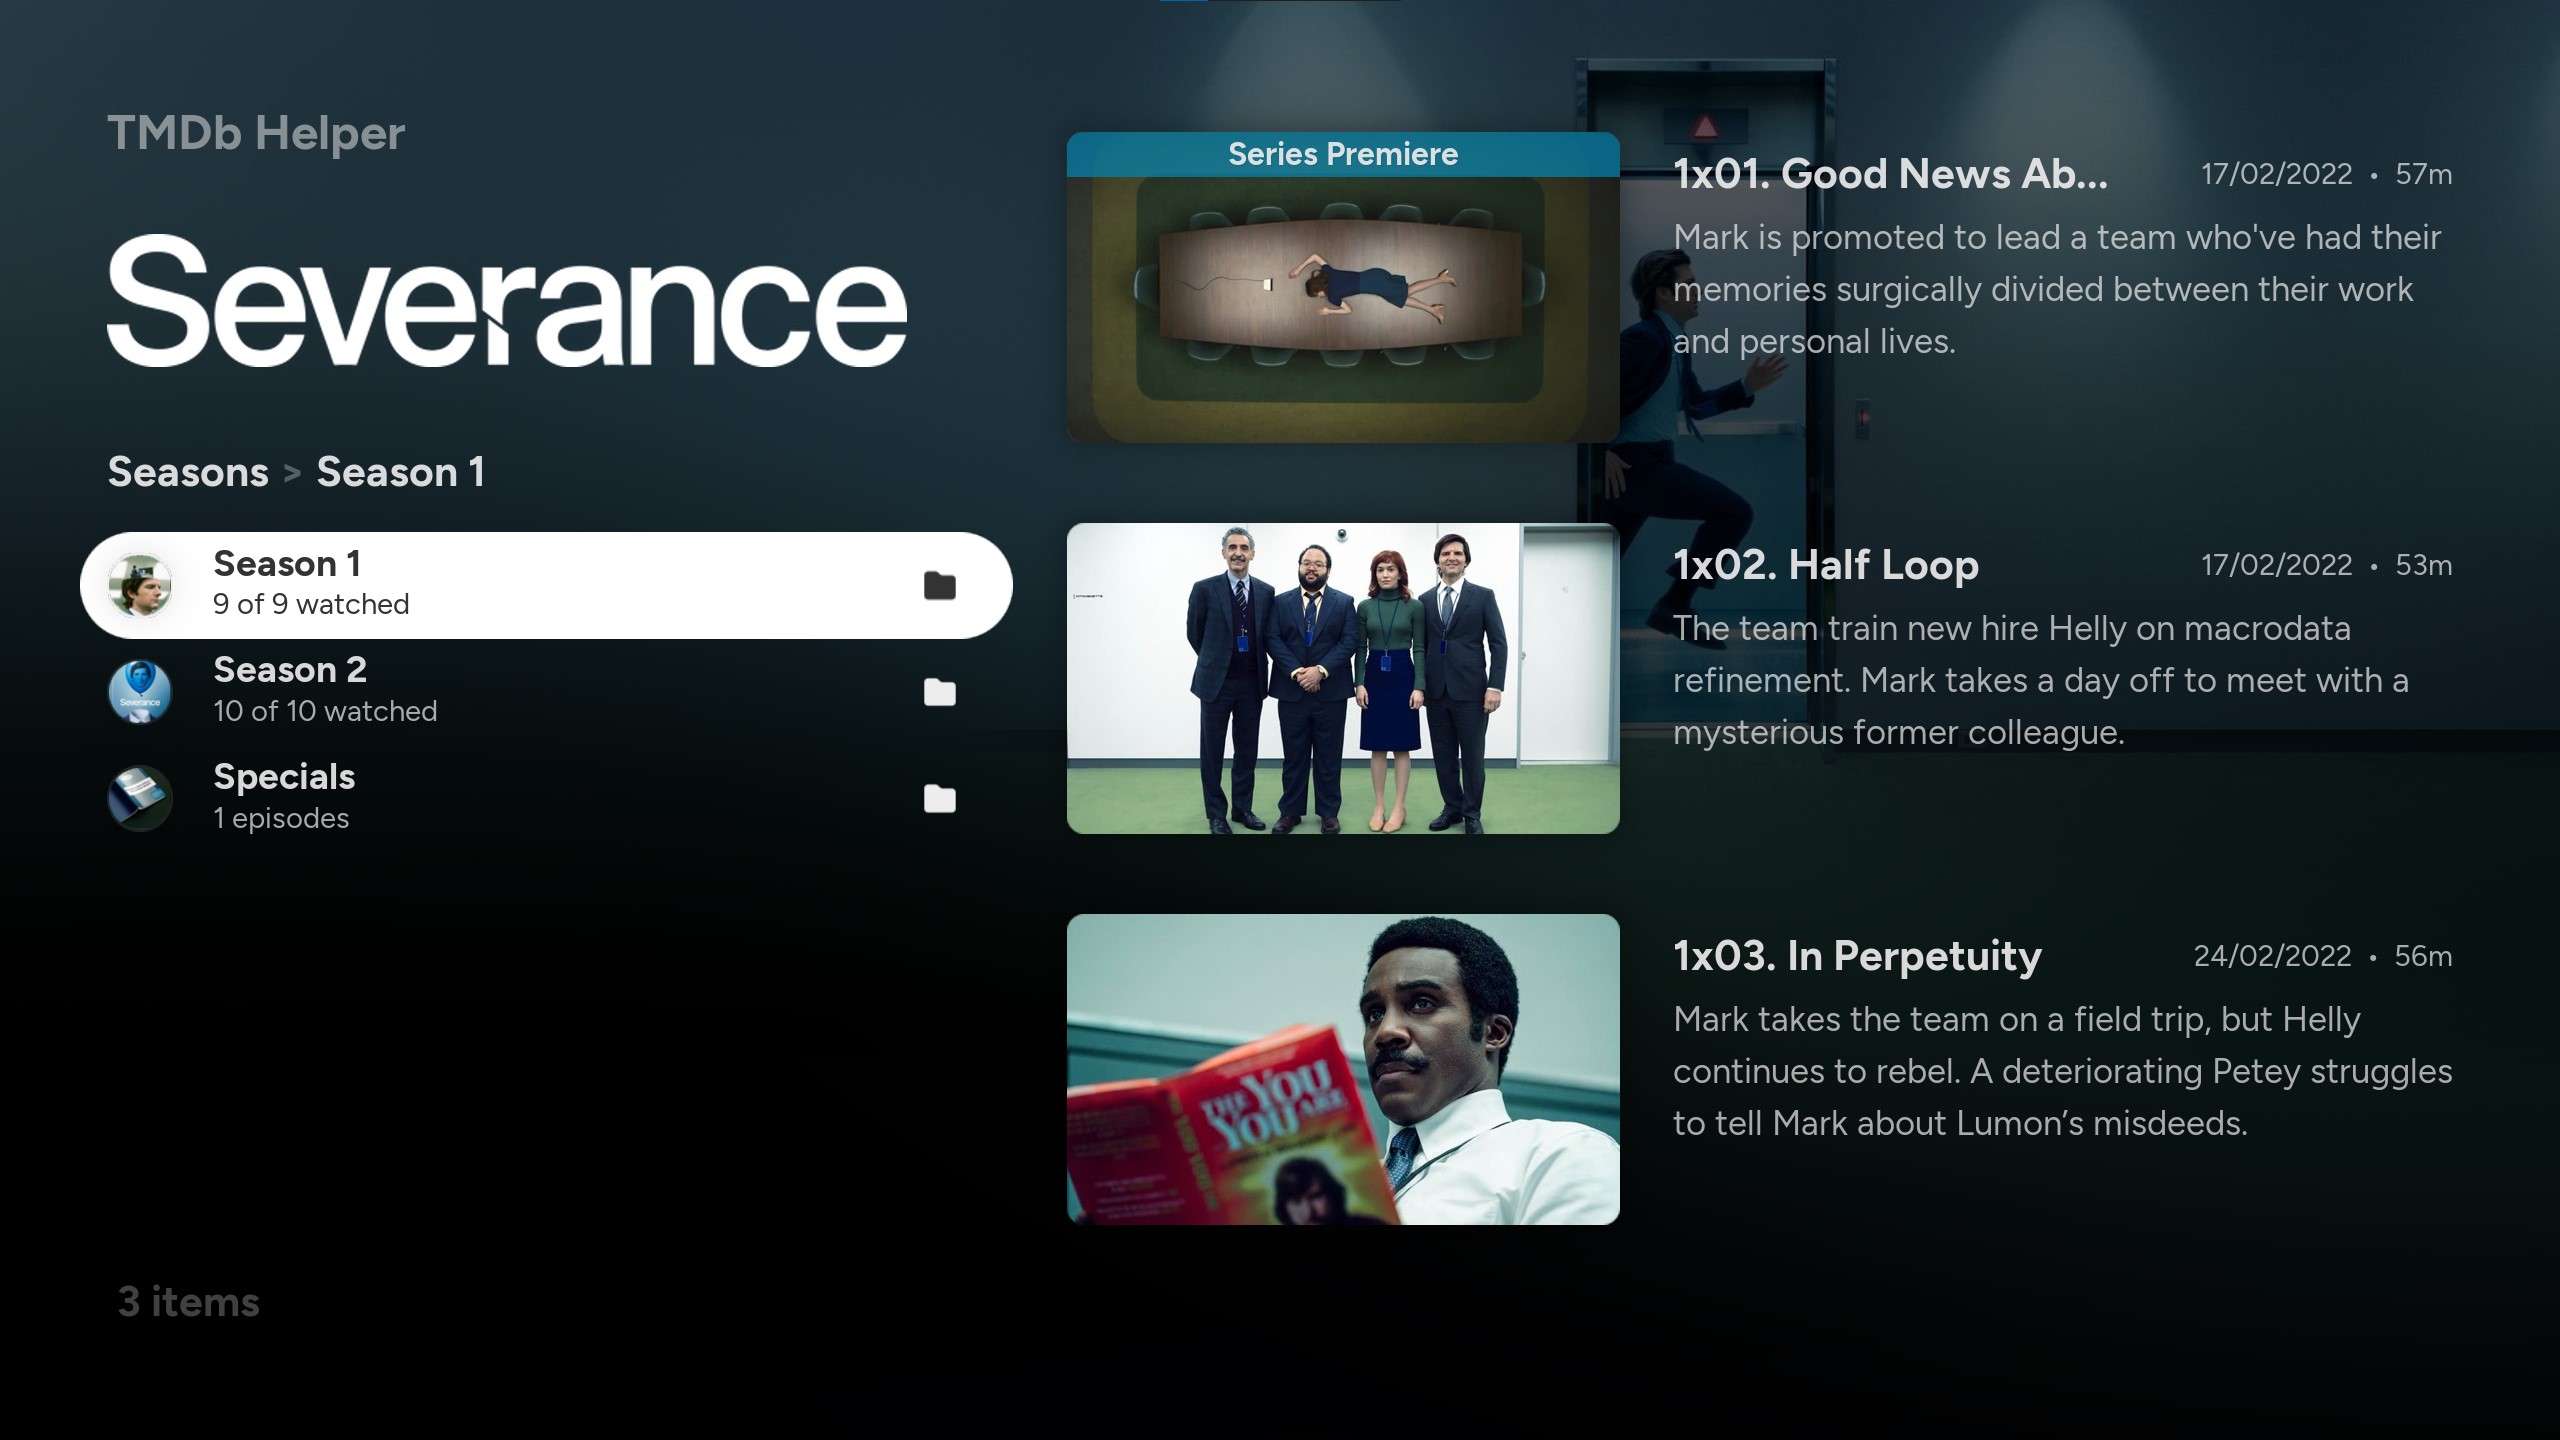 TMDb Helper
Severance
Seasons > Season 1
Season 1
9 of 9 watched
Season 2
10 of 10 watched
Severance
Specials
1 episodes
3 items
Series Premiere
1x01. Good News Ab...
17/02/2022 • 57m
Mark is promoted to lead a team who've had their
memories surgically divided between their work
and personal lives.
1x02. Half Loop
17/02/2022 • 53m
The team train new hire Helly on macrodata
refinement. Mark takes a day off to meet with a
mysterious former colleague.
THE YOU
YOU ARE
1x03. In Perpetuity
24/02/2022 • 56m
Mark takes the team on a field trip, but Helly
continues to rebel. A deteriorating Petey struggles
to tell Mark about Lumon’s misdeeds.